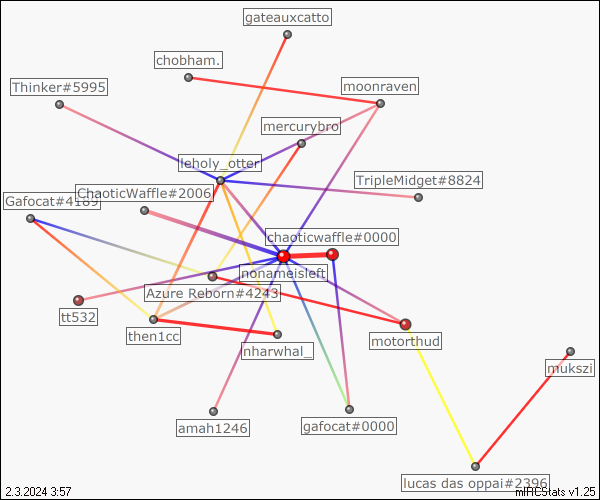 gateauxcatto
chobham.
Thinker#5995
moonraven
mercurybro
leholy_otter
TripleMidget#8824
ChaoticWaffle#2006
Gafocat#4189
chaoticwaffle#0000
nonameisleft
Azure Reborn#4243
tt532
then1cc
motorthud
nharwhal_
mukszi
amah1246
gafocat#0000
lucas das oppai#2396
2.3.2024 3:57
mIRCStats v1.25